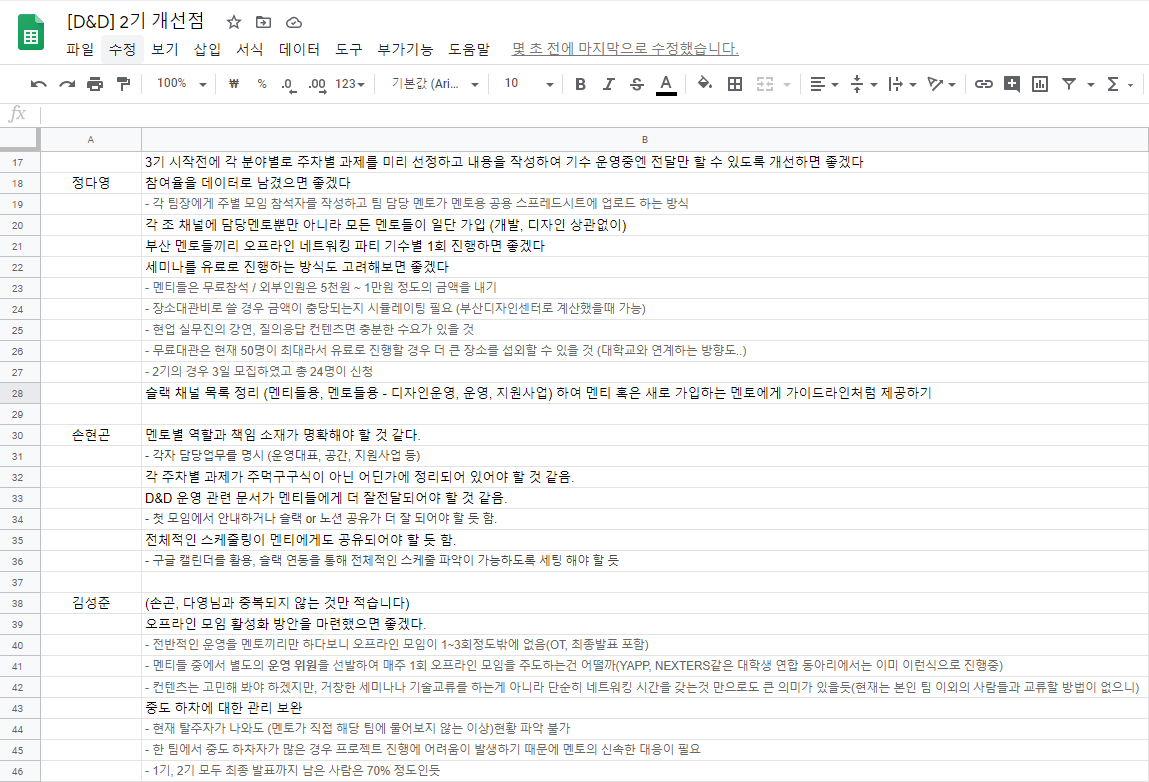 [D&D] 2기 개선점
파일 수정 보기 삽입 서식 데이터 도구 부가기능 도움말 몇 초 전에 마지막으로 수정했습니다.
100% ₩ % .0 .00 123 기본값 (Ari... 10 B I S A
fx
A B
17 3기 시작전에 각 분야별로 주차별 과제를 미리 선정하고 내용을 작성하여 기수 운영중엔 전달만 할 수 있도록 개선하면 좋겠다
18 정다영 참여율을 데이터로 남겼으면 좋겠다
19 - 각 팀장에게 주별 모임 참석자를 작성하고 팀 담당 멘토가 멘토용 공용 스프레드시트에 업로드 하는 방식
20 각 조 채널에 담당멘토뿐만 아니라 모든 멘토들이 일단 가입 (개발, 디자인 상관없이)
21 부산 멘토들끼리 오프라인 네트워킹 파티 기수별 1회 진행하면 좋겠다
22 세미나를 유료로 진행하는 방식도 고려해보면 좋겠다
23 - 멘티들은 무료참석 / 외부인원은 5천원 ~ 1만원 정도의 금액을 내기
24 - 장소대관비로 쓸 경우 금액이 충당되는지 시뮬레이팅 필요 (부산디자인센터로 계산했을때 가능)
25 - 현업 실무진의 강연, 질의응답 컨텐츠면 충분한 수요가 있을 것
26 - 무료대관은 현재 50명이 최대라서 유료로 진행할 경우 더 큰 장소를 섭외할 수 있을 것 (대학교와 연계하는 방향도..)
27 - 2기의 경우 3일 모집하였고 총 24명이 신청
28 슬랙 채널 목록 정리 (멘티들용, 멘토들용 - 디자인운영, 운영, 지원사업) 하여 멘티 혹은 새로 가입하는 멘토에게 가이드라인처럼 제공하기
29
30 손현곤 멘토별 역할과 책임 소재가 명확해야 할 것 같다.
31 - 각자 담당업무를 명시 (운영대표, 공간, 지원사업 등)
32 각 주차별 과제가 주먹구구식이 아닌 어딘가에 정리되어 있어야 할 것 같음.
33 D&D 운영 관련 문서가 멘티들에게 더 잘전달되어야 할 것 같음.
34 - 첫 모임에서 안내하거나 슬랙 or 노션 공유가 더 잘 되어야 할 듯 함.
35 전체적인 스케줄링이 멘티에게도 공유되어야 할 듯 함.
36 - 구글 캘린더를 활용, 슬랙 연동을 통해 전체적인 스케줄 파악이 가능하도록 세팅 해야 할 듯
37
38 김성준 (손곤, 다영님과 중복되지 않는 것만 적습니다)
39 오프라인 모임 활성화 방안을 마련했으면 좋겠다.
40 - 전반적인 운영을 멘토끼리만 하다보니 오프라인 모임이 1~3회정도밖에 없음(OT, 최종발표 포함)
41 - 멘티들 중에서 별도의 운영 위원을 선발하여 매주 1회 오프라인 모임을 주도하는건 어떨까(YAPP, NEXTERS같은 대학생 연합 동아리에서는 이미 이런식으로 진행중)
42 - 컨텐츠는 고민해 봐야 하겠지만, 거창한 세미나나 기술교류를 하는게 아니라 단순히 네트워킹 시간을 갖는것 만으로도 큰 의미가 있을듯(현재는 본인 팀 이외의 사람들과 교류할 방법이 없으니)
43 중도 하차에 대한 관리 보완
44 - 현재 탈주자가 나와도 (멘토가 직접 해당 팀에 물어보지 않는 이상)현황 파악 불가
45 - 한 팀에서 중도 하차자가 많은 경우 프로젝트 진행에 어려움이 발생하기 때문에 멘토의 신속한 대응이 필요
46 - 1기, 2기 모두 최종 발표까지 남은 사람은 70% 정도인듯